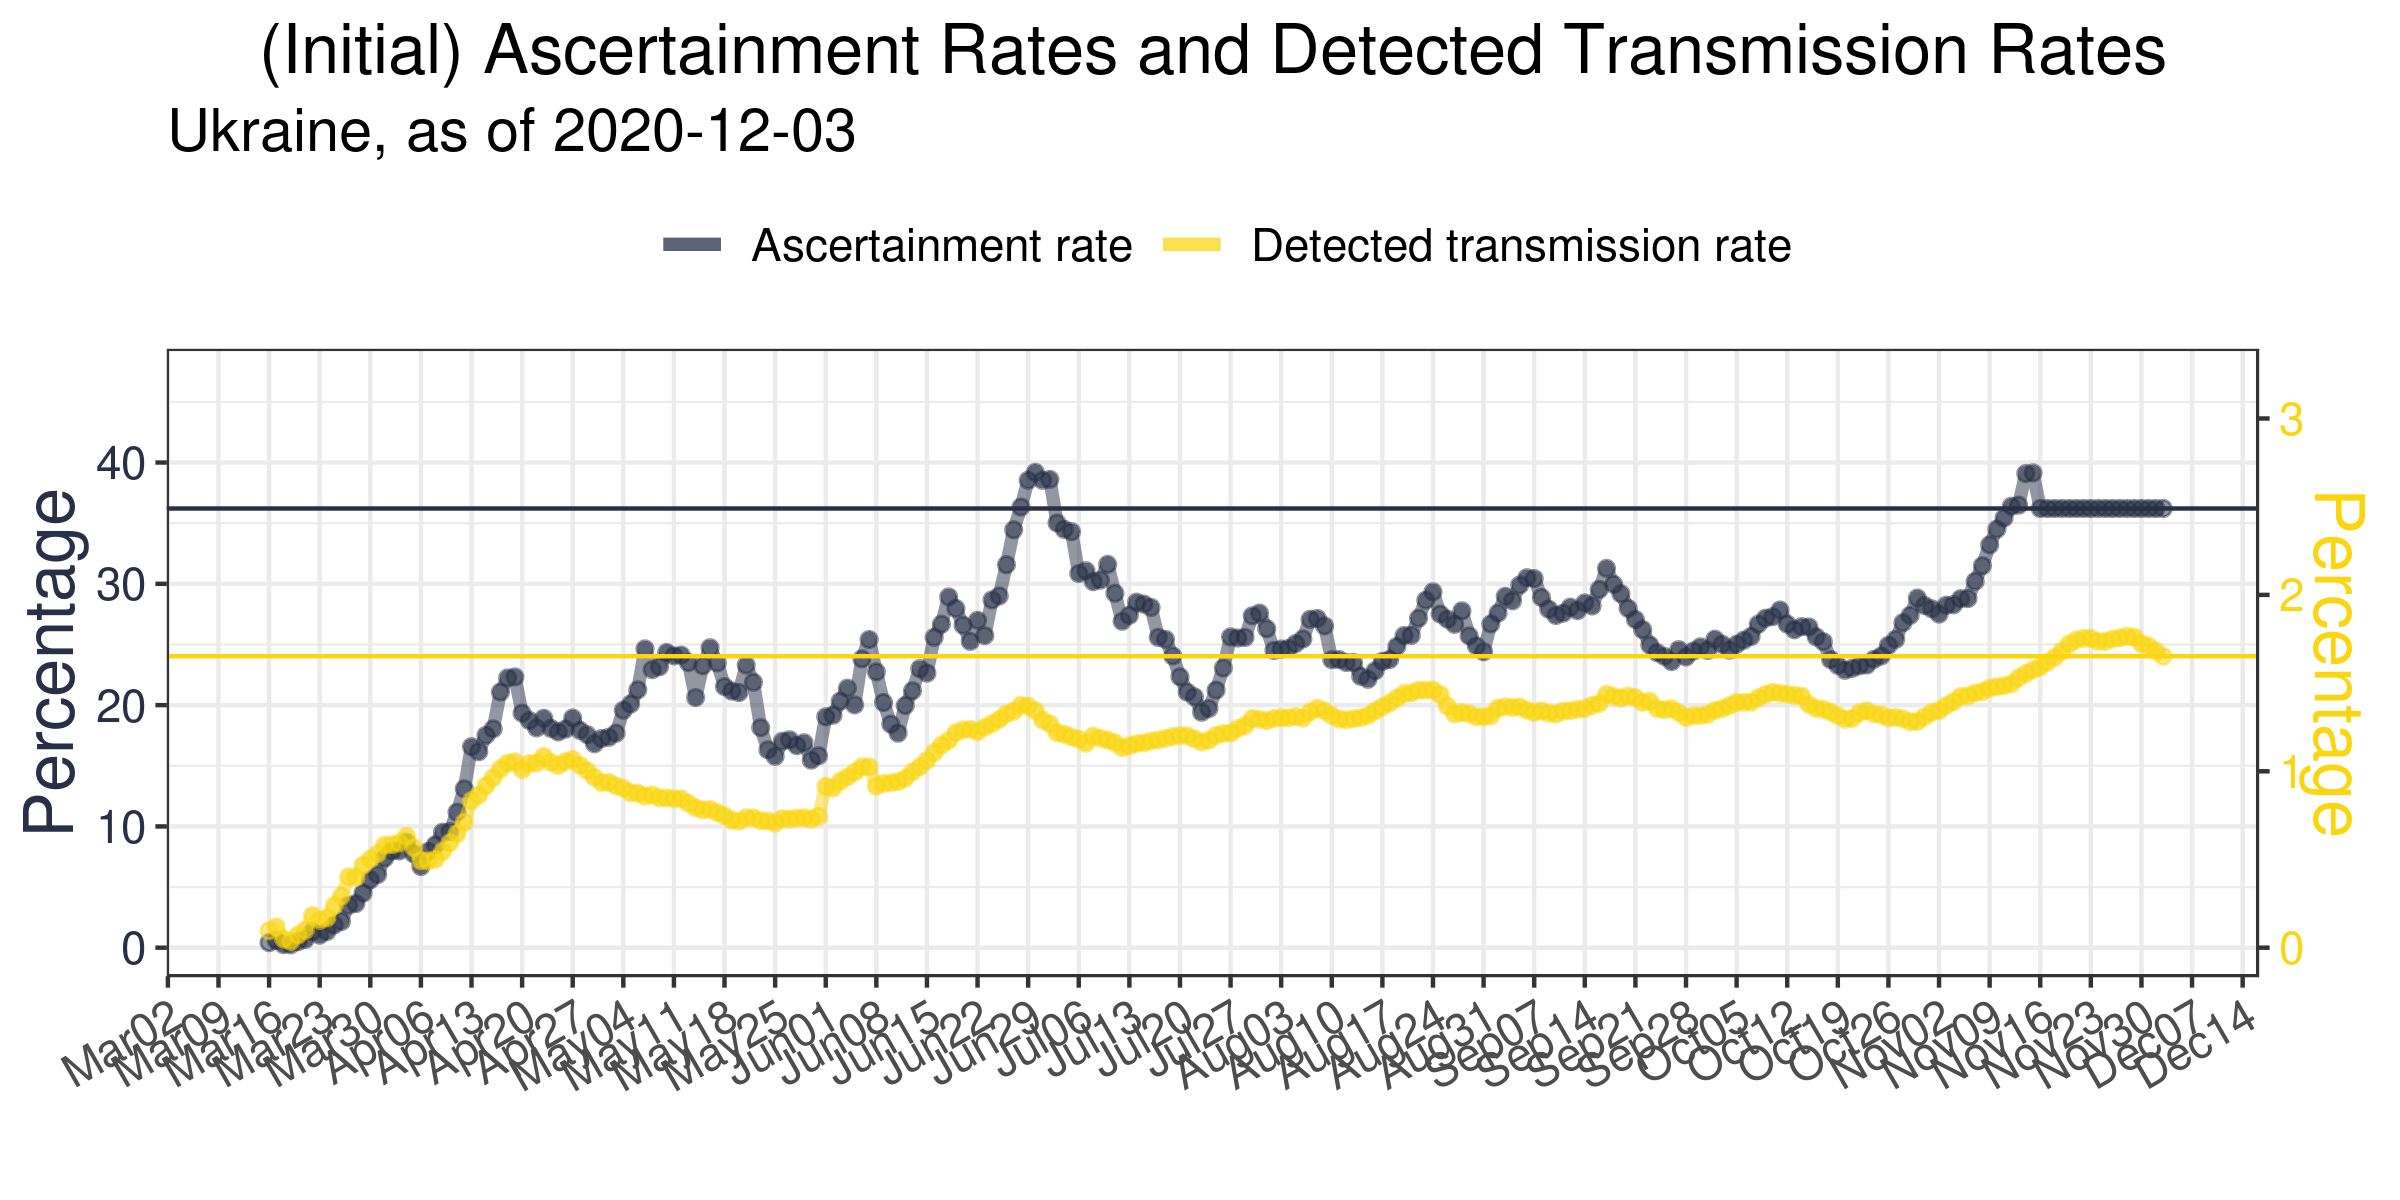 (Initial) Ascertainment Rates and Detected Transmission Rates
Ukraine, as of 2020-12-03
Ascertainment rate
Detected transmission rate
Percentage
40
30
20
10
0
3
2
1
0
Percentage
Mar02
Mar09
Mar16
Mar23
Mar30
Apr06
Apr13
Apr20
Apr27
May04
May11
May18
May25
Jun01
Jun08
Jun15
Jun22
Jun29
Jul06
Jul13
Jul20
Jul27
Aug03
Aug10
Aug17
Aug24
Aug31
Sep07
Sep14
Sep21
Sep28
Oct05
Oct12
Oct19
Oct26
Nov02
Nov09
Nov16
Nov23
Nov30
Dec07
Dec14